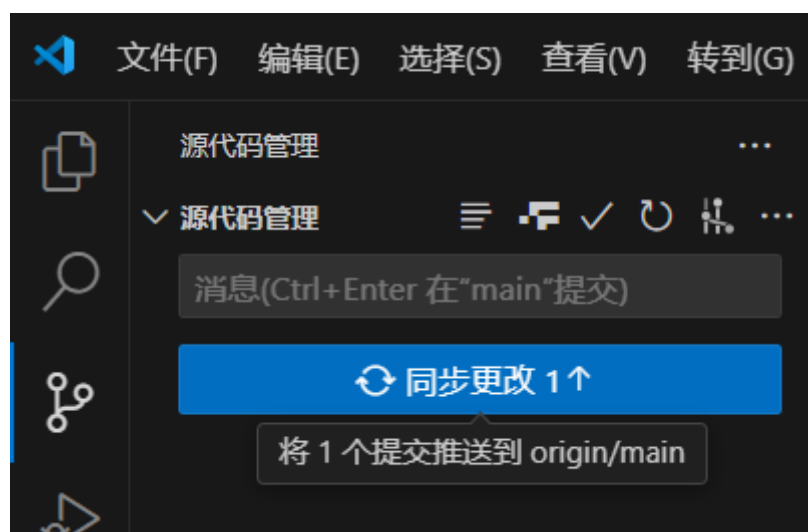 文件(F) 编辑(E) 选择(S) 查看(V) 转到(G)
源代码管理
源代码管理
消息(Ctrl+Enter 在"main"提交)
同步更改 1↑
将 1 个提交推送到 origin/main